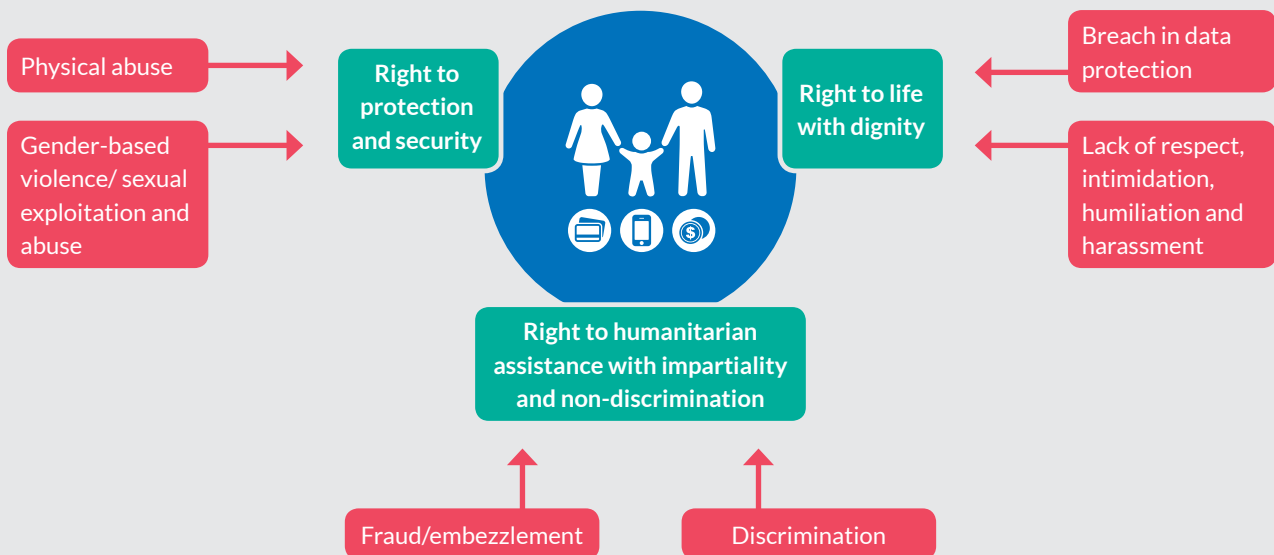 Physical abuse
Gender-based
violence/ sexual
exploitation and
abuse
Right to
protection
and security
$
Right to life
with dignity
Breach in data
protection
Lack of respect,
intimidation,
humiliation and
harassment
Right to humanitarian
assistance with impartiality
and non-discrimination
Fraud/embezzlement
Discrimination